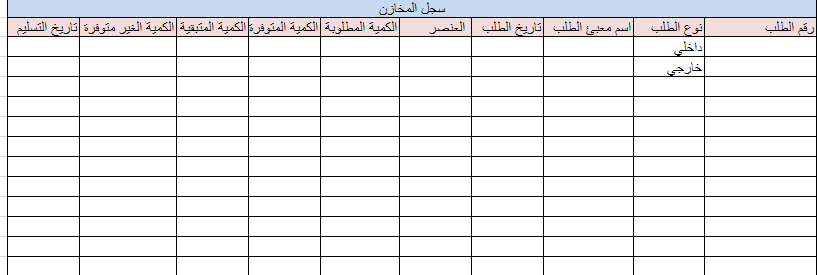 سجل المخازن
رقم الطلب نوع الطلب اسم معبئ الطلب تاريخ الطلب العنصر الكمية المطلوبة الكمية المتوفرة الكمية المتبقية الكمية الغير متوفرة تاريخ التسليم
داخلي
خارجي